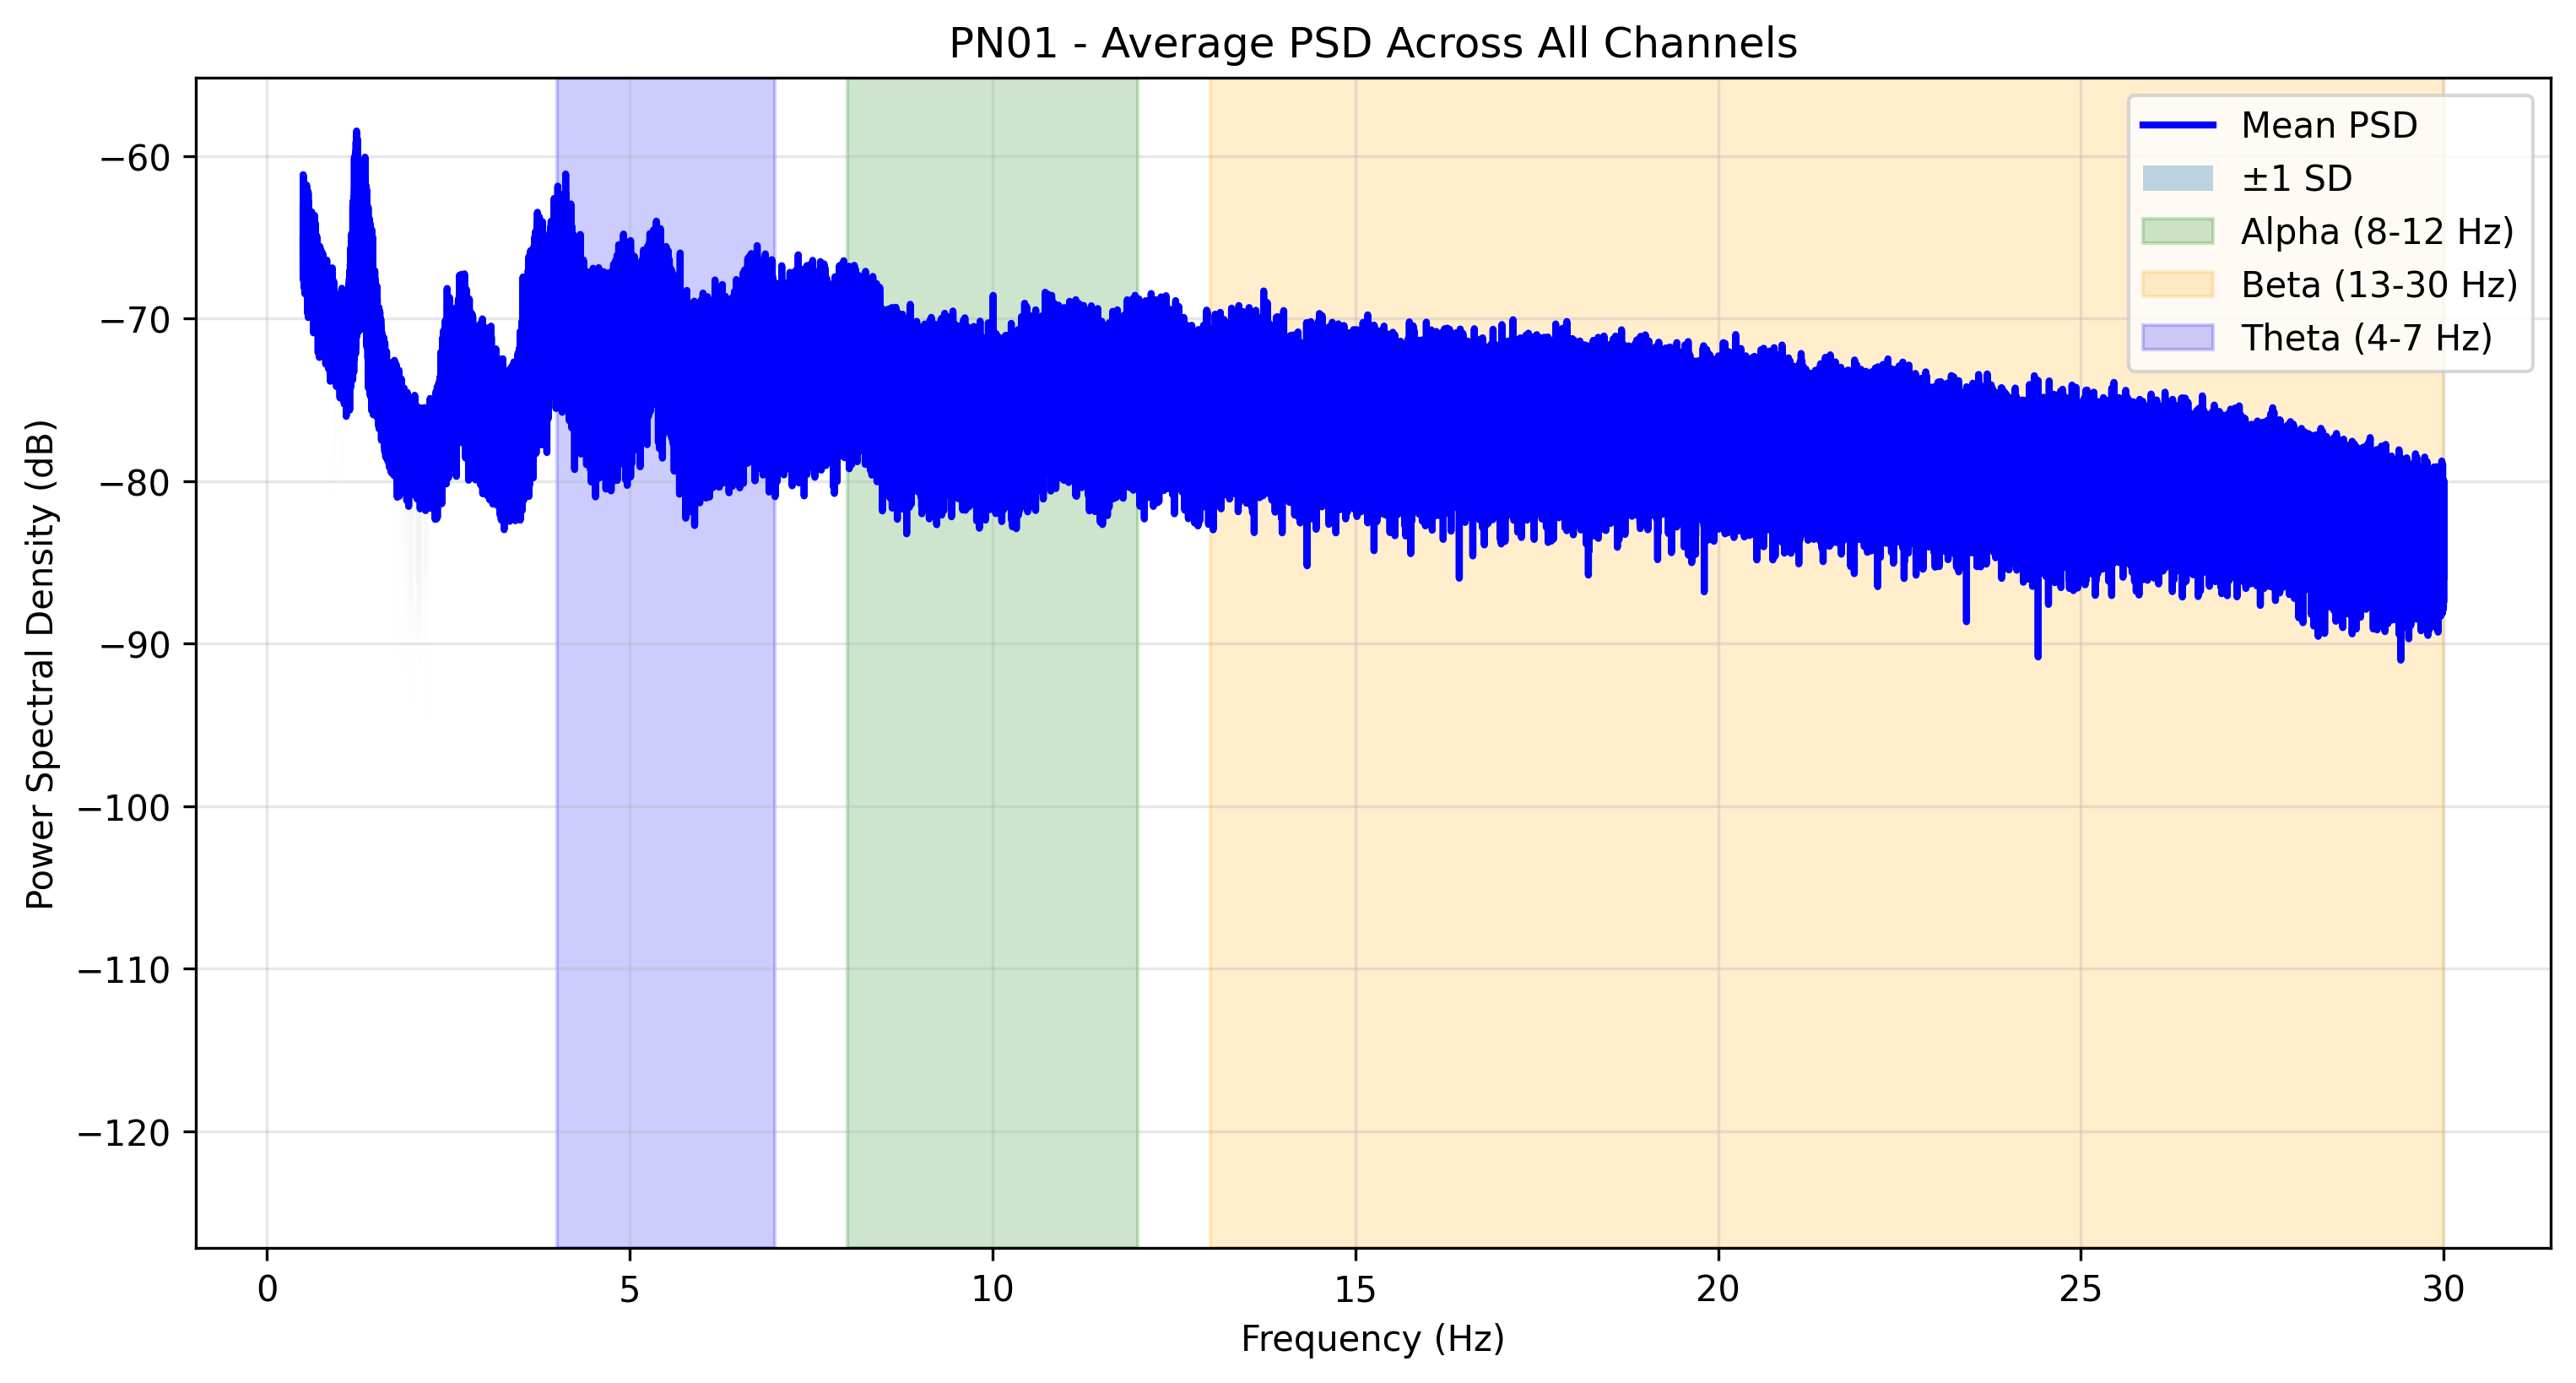 PN01 - Average PSD Across All Channels
Power Spectral Density (dB)
−60
−70
−80
−90
−100
−110
−120
Mean PSD
±1 SD
Alpha (8-12 Hz)
Beta (13-30 Hz)
Theta (4-7 Hz)
0 5 10 15 20 25 30
Frequency (Hz)